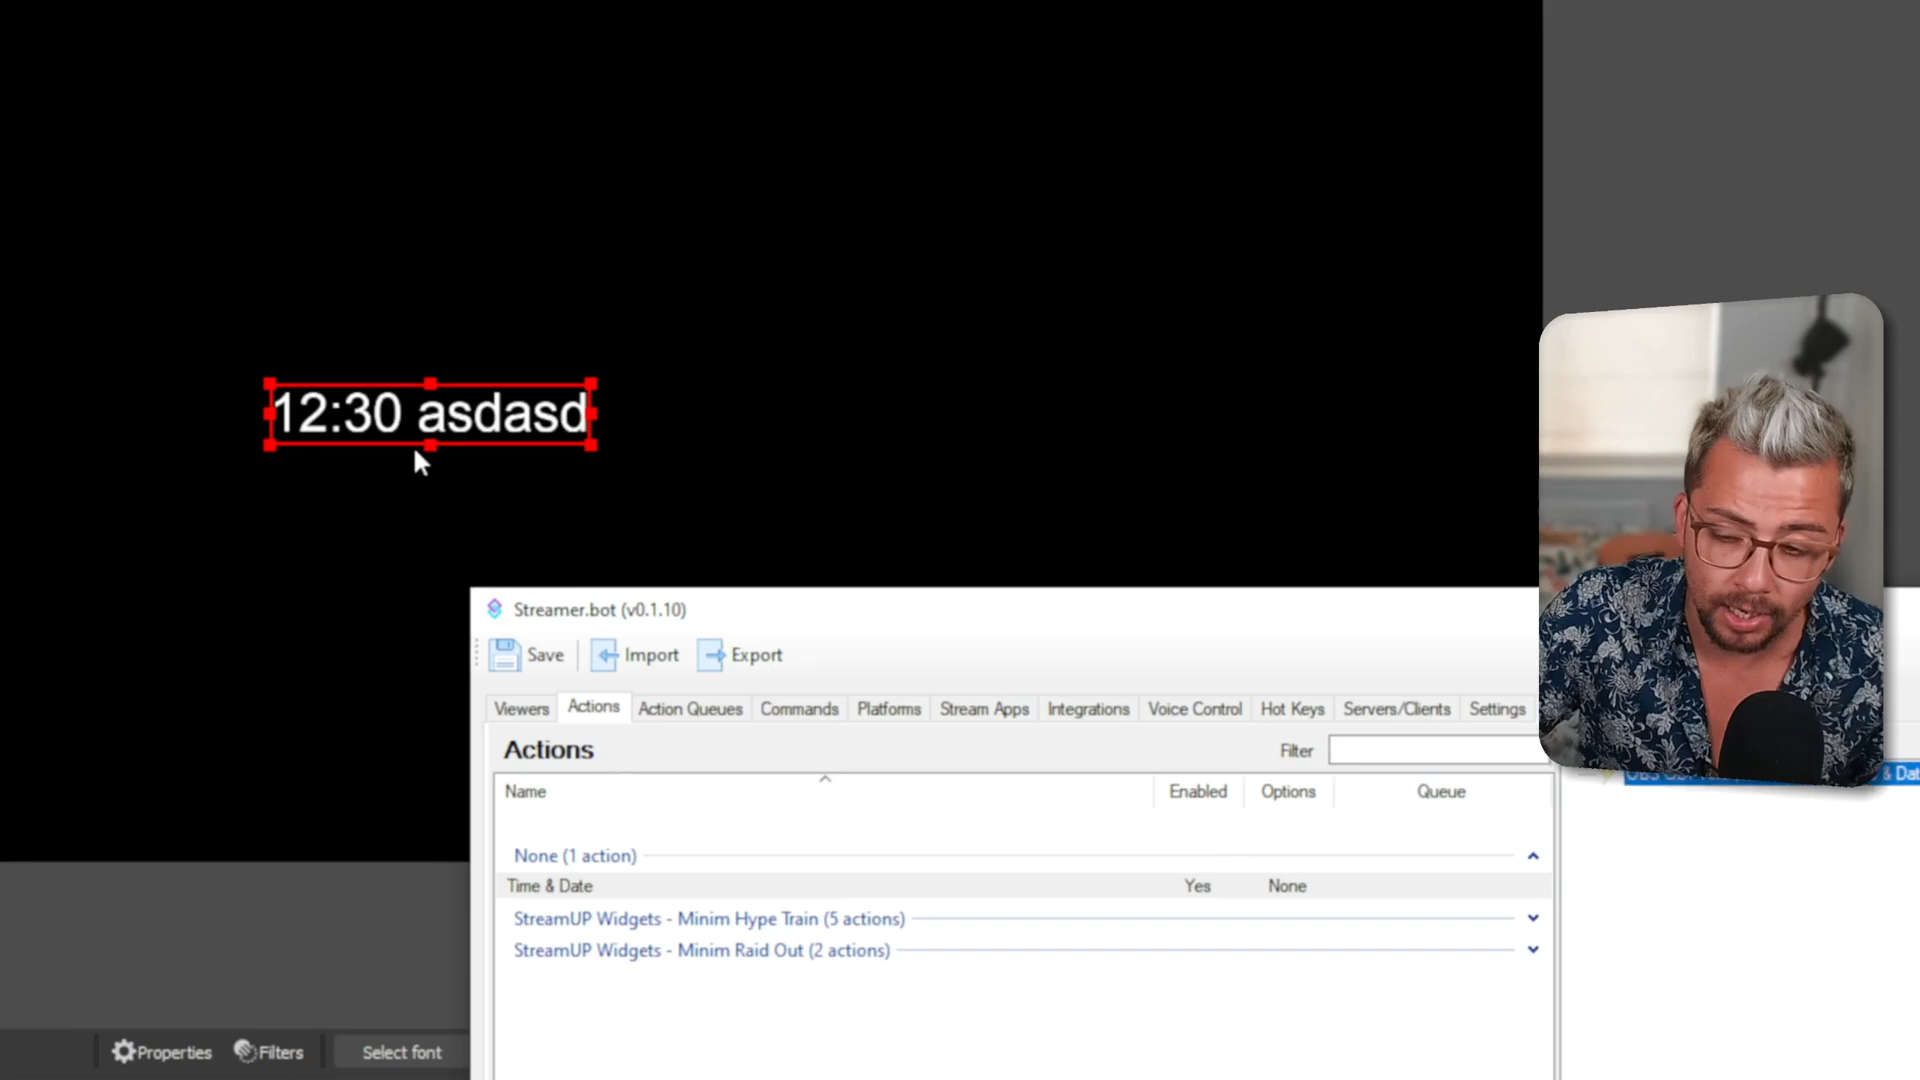 12:30 asdasd
Streamer.bot (v0.1.10)
Save Import Export
Viewers Actions Action Queues Commands Platforms Stream Apps Integrations Voice Control Hot Keys Servers/Clients Settings
Actions Filter
Name Enabled Options Queue
None (1 action)
Time & Date Yes None
StreamUP Widgets - Minim Hype Train (5 actions)
StreamUP Widgets - Minim Raid Out (2 actions)
Properties Filters Select font